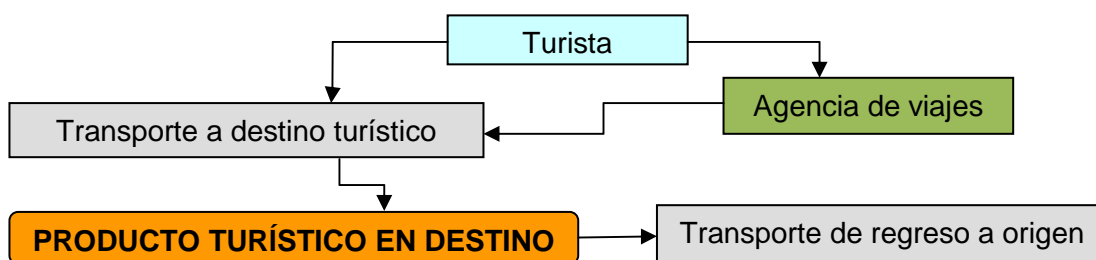 Turista
Agencia de viajes
Transporte a destino turístico
PRODUCTO TURÍSTICO EN DESTINO
Transporte de regreso a origen